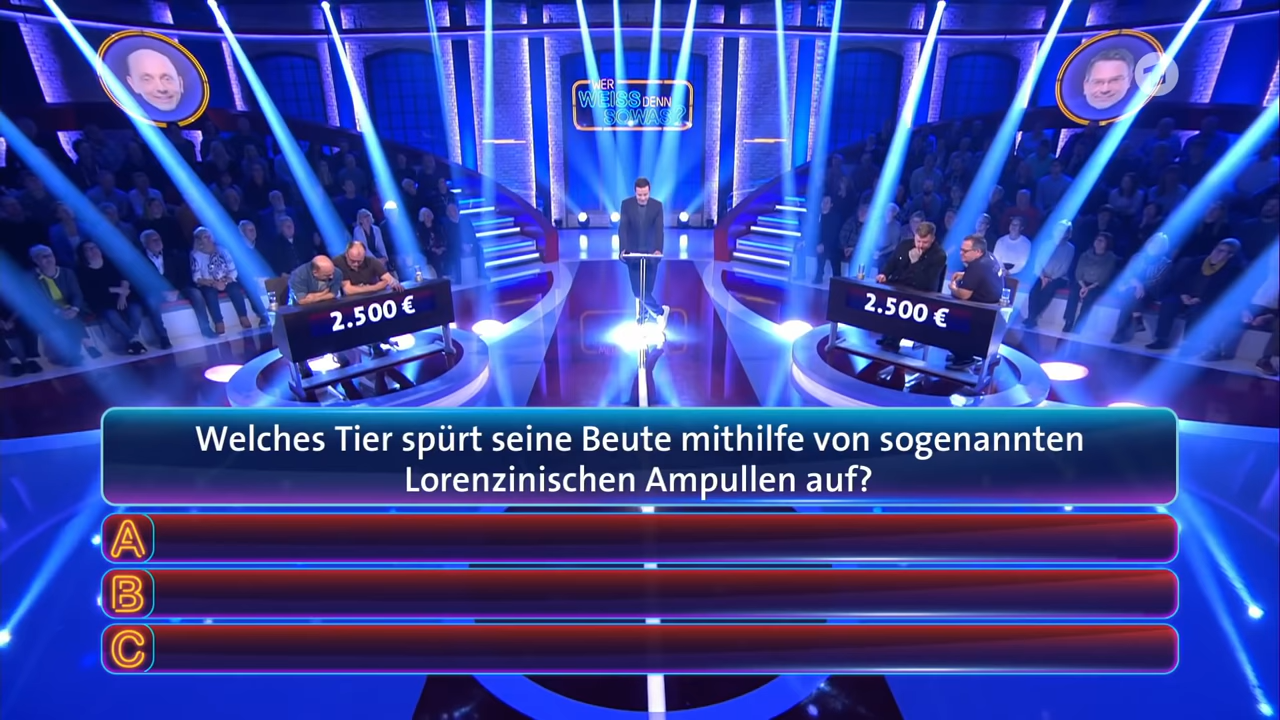 WER
WEISS DENN
SOWAS?
2.500 €
2.500 €
Welches Tier spürt seine Beute mithilfe von sogenannten
Lorenzinischen Ampullen auf?
A
B
C